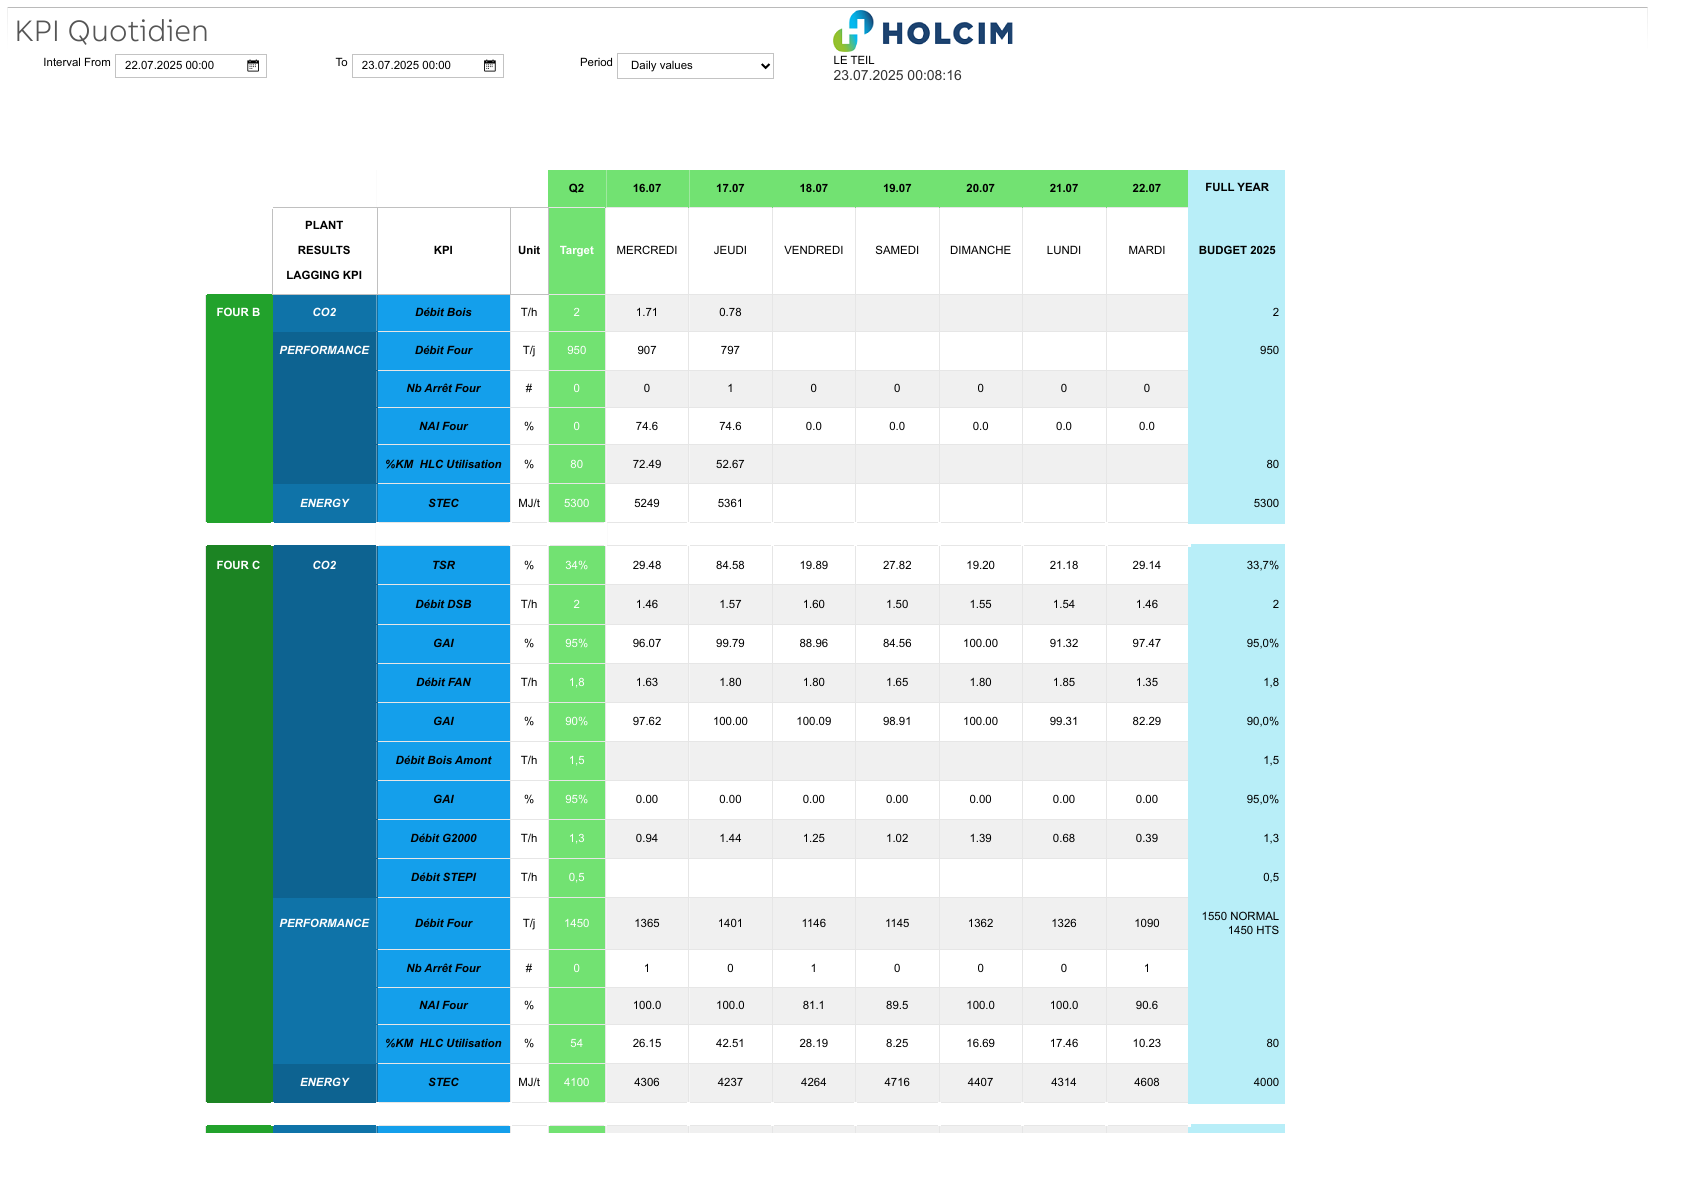 KPI Quotidien
HOLCIM
Interval From 22.07.2025 00:00 To 23.07.2025 00:00 Period Daily values
LE TEIL
23.07.2025 00:08:16
Q2 16.07 17.07 18.07 19.07 20.07 21.07 22.07 FULL YEAR
PLANT RESULTS LAGGING KPI KPI Unit Target MERCREDI JEUDI VENDREDI SAMEDI DIMANCHE LUNDI MARDI BUDGET 2025
FOUR B CO2 Débit Bois T/h 2 1.71 0.78 2
PERFORMANCE Débit Four T/j 950 907 797 950
Nb Arrêt Four # 0 0 1 0 0 0 0 0
NAI Four % 0 74.6 74.6 0.0 0.0 0.0 0.0 0.0
%KM HLC Utilisation % 80 72.49 52.67 80
ENERGY STEC MJ/t 5300 5249 5361 5300
FOUR C CO2 TSR % 34% 29.48 84.58 19.89 27.82 19.20 21.18 29.14 33,7%
Débit DSB T/h 2 1.46 1.57 1.60 1.50 1.55 1.54 1.46 2
GAI % 95% 96.07 99.79 88.96 84.56 100.00 91.32 97.47 95,0%
Débit FAN T/h 1,8 1.63 1.80 1.80 1.65 1.80 1.85 1.35 1,8
GAI % 90% 97.62 100.00 100.09 98.91 100.00 99.31 82.29 90,0%
Débit Bois Amont T/h 1,5 1,5
GAI % 95% 0.00 0.00 0.00 0.00 0.00 0.00 0.00 95,0%
Débit G2000 T/h 1,3 0.94 1.44 1.25 1.02 1.39 0.68 0.39 1,3
Débit STEPI T/h 0,5 0,5
PERFORMANCE Débit Four T/j 1450 1365 1401 1146 1145 1362 1326 1090 1550 NORMAL 1450 HTS
Nb Arrêt Four # 0 1 0 1 0 0 0 1
NAI Four % 100.0 100.0 81.1 89.5 100.0 100.0 90.6
%KM HLC Utilisation % 54 26.15 42.51 28.19 8.25 16.69 17.46 10.23 80
ENERGY STEC MJ/t 4100 4306 4237 4264 4716 4407 4314 4608 4000